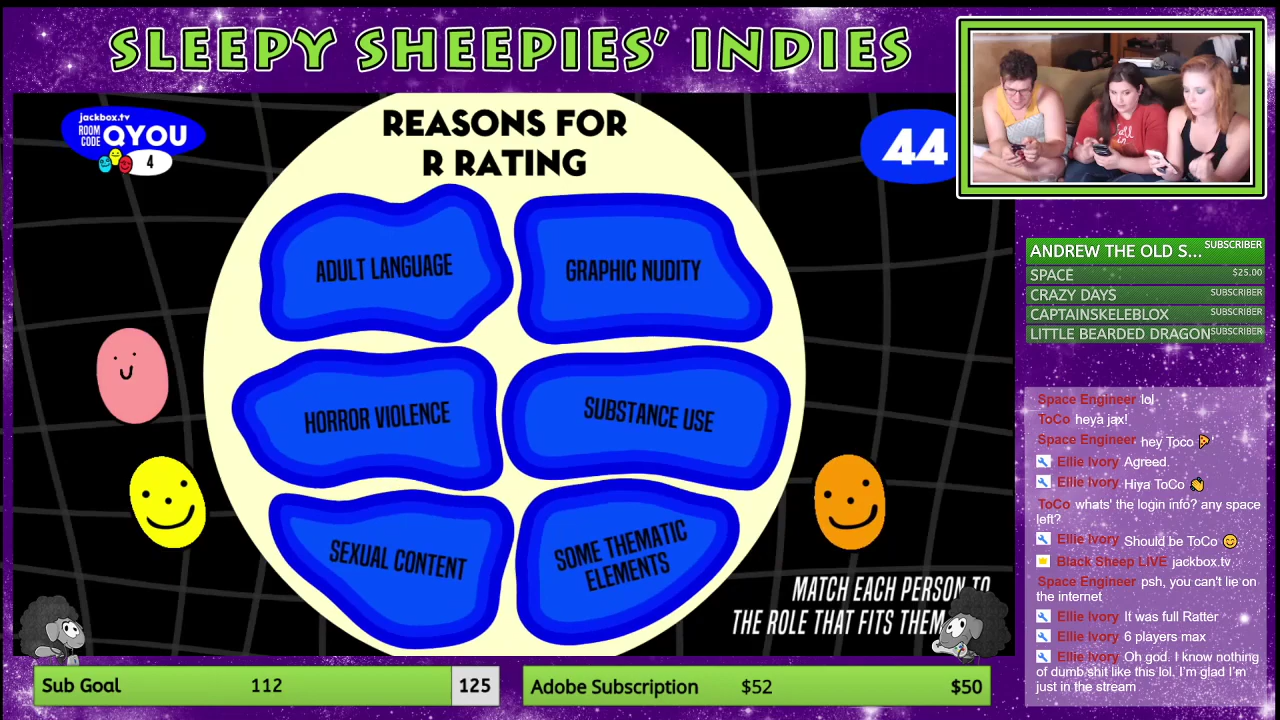 SLEEPY SHEEPIES' INDIES
jackbox.tv
ROOM CODE QYOU
4
REASONS FOR
R RATING
44
ADULT LANGUAGE
GRAPHIC NUDITY
HORROR VIOLENCE
SUBSTANCE USE
SEXUAL CONTENT
SOME THEMATIC
ELEMENTS
MATCH EACH PERSON TO
THE ROLE THAT FITS THEM
ANDREW THE OLD S... SUBSCRIBER
SPACE $25.00
CRAZY DAYS SUBSCRIBER
CAPTAINSKELEBLOX SUBSCRIBER
LITTLE BEARDED DRAGON SUBSCRIBER
Space Engineer lol
ToCo heya jax!
Space Engineer hey Toco 🍕
Ellie Ivory Agreed.
Ellie Ivory Hiya ToCo 👏
ToCo whats' the login info? any space
left?
Ellie Ivory Should be ToCo 😊
Black Sheep LIVE jackbox.tv
Space Engineer psh, you can't lie on
the internet
Ellie Ivory It was full Ratter
Ellie Ivory 6 players max
Ellie Ivory Oh god. I know nothing
of dumb shit like this lol. I'm glad I'm
just in the stream
Sub Goal 112 125
Adobe Subscription $52 $50